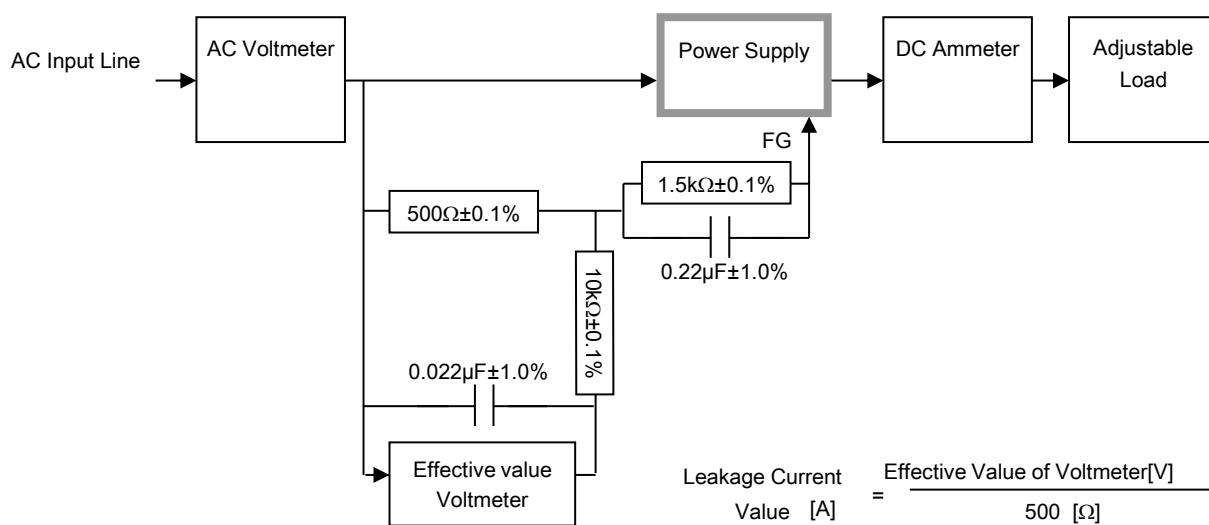 AC Input Line
AC Voltmeter
Power Supply
DC Ammeter
Adjustable
Load
FG
1.5kΩ±0.1%
500Ω±0.1%
0.22µF±1.0%
10kΩ±0.1%
0.022µF±1.0%
Effective value
Voltmeter
Leakage Current
Value [A]
=
Effective Value of Voltmeter[V]
500 [Ω]